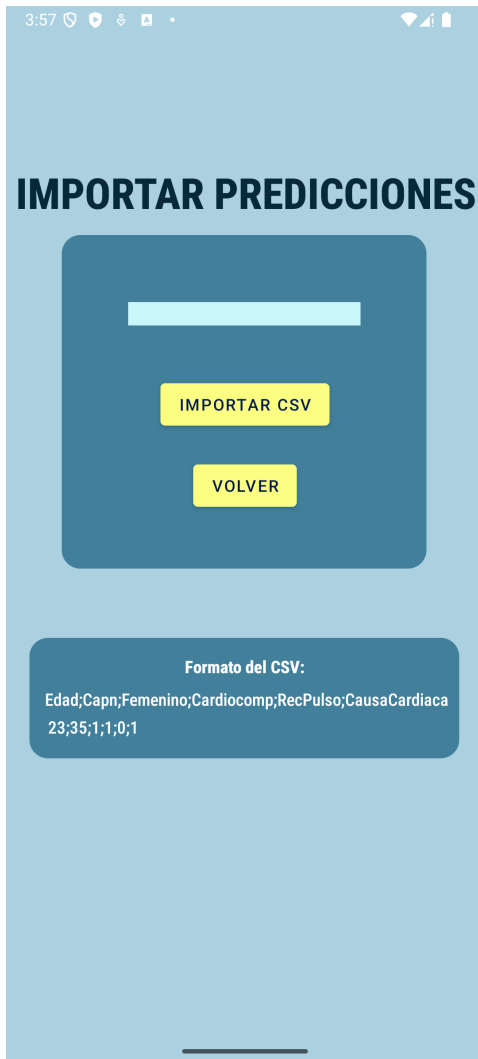 3:57
IMPORTAR PREDICCIONES
IMPORTAR CSV
VOLVER
Formato del CSV:
Edad;Capn;Femenino;Cardiocomp;RecPulso;CausaCardiaca
23;35;1;1;0;1